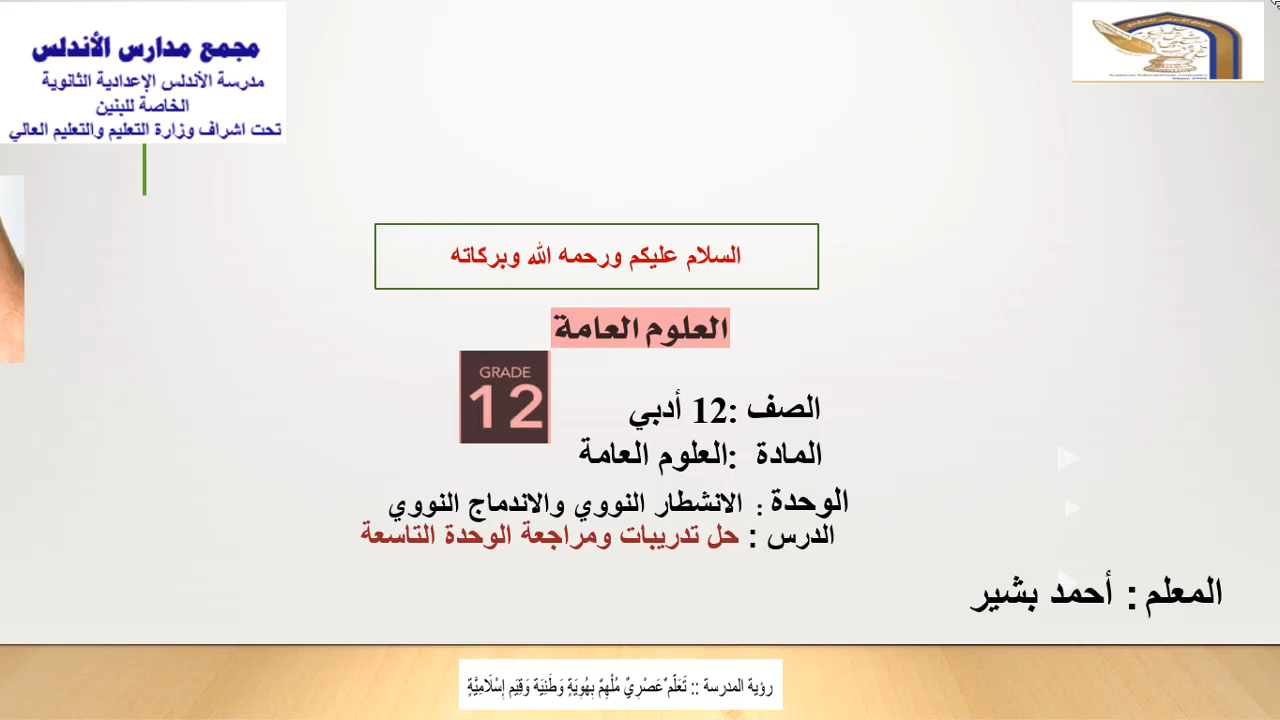 مجمع مدارس الأندلس
مدرسة الأندلس الإعدادية الثانوية
الخاصة للبنين
تحت اشراف وزارة التعليم والتعليم العالي
السلام عليكم ورحمه الله وبركاته
العلوم العامة
GRADE
12
الصف :12 أدبي
المادة :العلوم العامة
الوحدة : الانشطار النووي والاندماج النووي
الدرس : حل تدريبات ومراجعة الوحدة التاسعة
المعلم : أحمد بشير
رؤية المدرسة :: تَعَلُّمٌ عَصْرِيٌّ مُلْهِمٌ بِهُوِيَةٍ وَطَنِيَة وَقِيَم إِسْلَامِيَّةٍ